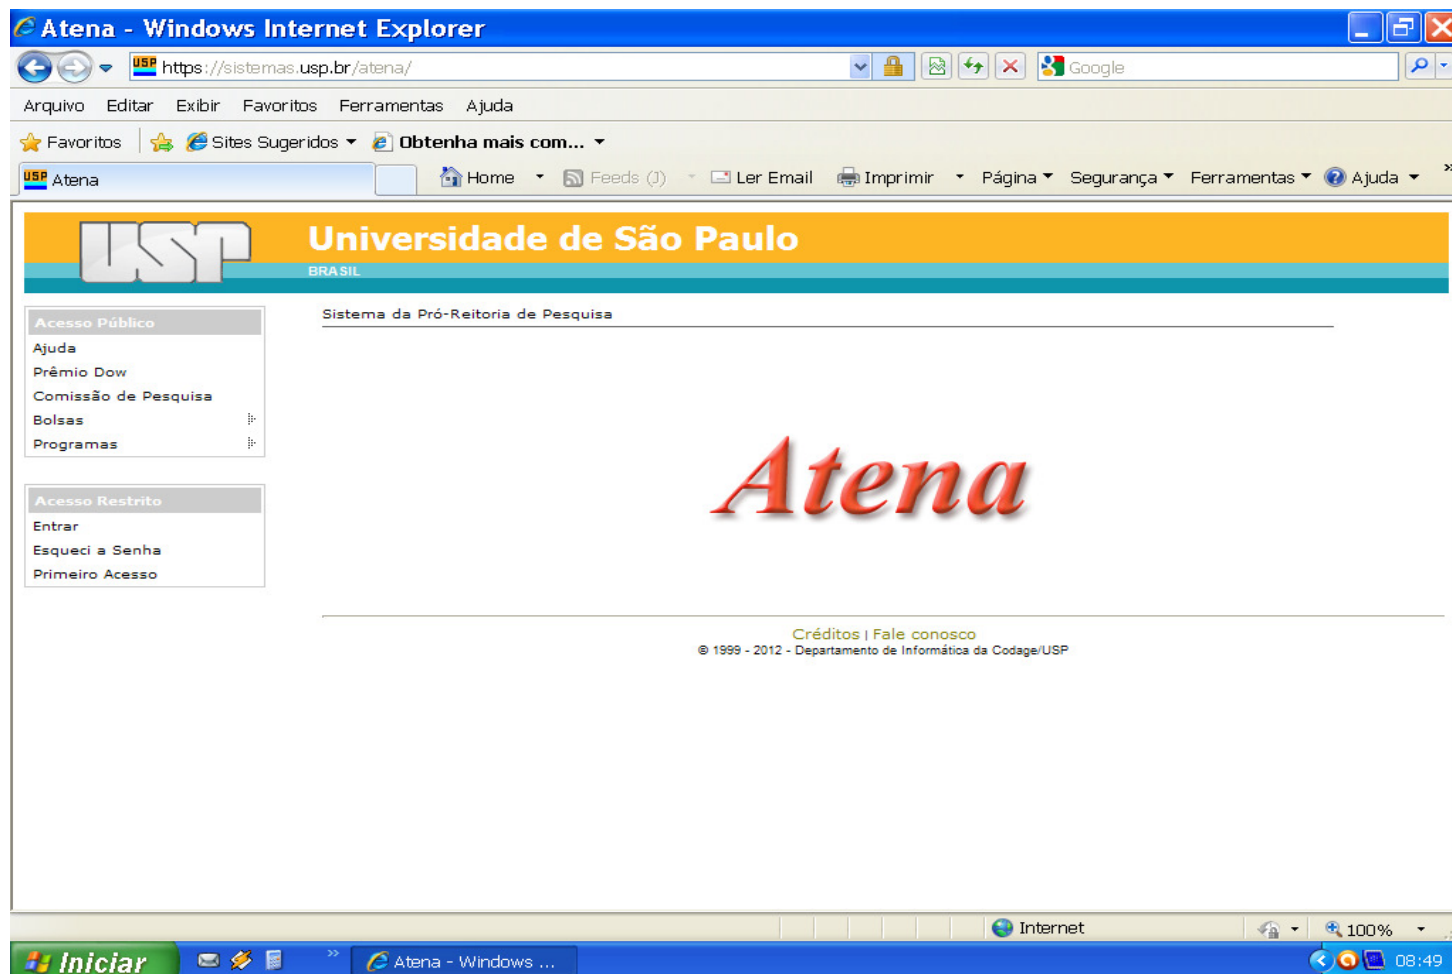 Atena - Windows Internet Explorer
USP https://sistemas.usp.br/atena/ Google
Arquivo Editar Exibir Favoritos Ferramentas Ajuda
Favoritos Sites Sugeridos Obtenha mais com...
USP Atena Home Feeds (J) Ler Email Imprimir Página Segurança Ferramentas Ajuda »
USP Universidade de São Paulo
BRASIL
Acesso Público
Ajuda
Prêmio Dow
Comissão de Pesquisa
Bolsas
Programas
Acesso Restrito
Entrar
Esqueci a Senha
Primeiro Acesso
Sistema da Pró-Reitoria de Pesquisa
Atena
Créditos | Fale conosco
© 1999 - 2012 - Departamento de Informática da Codage/USP
Internet 100%
Iniciar » Atena - Windows ... 08:49